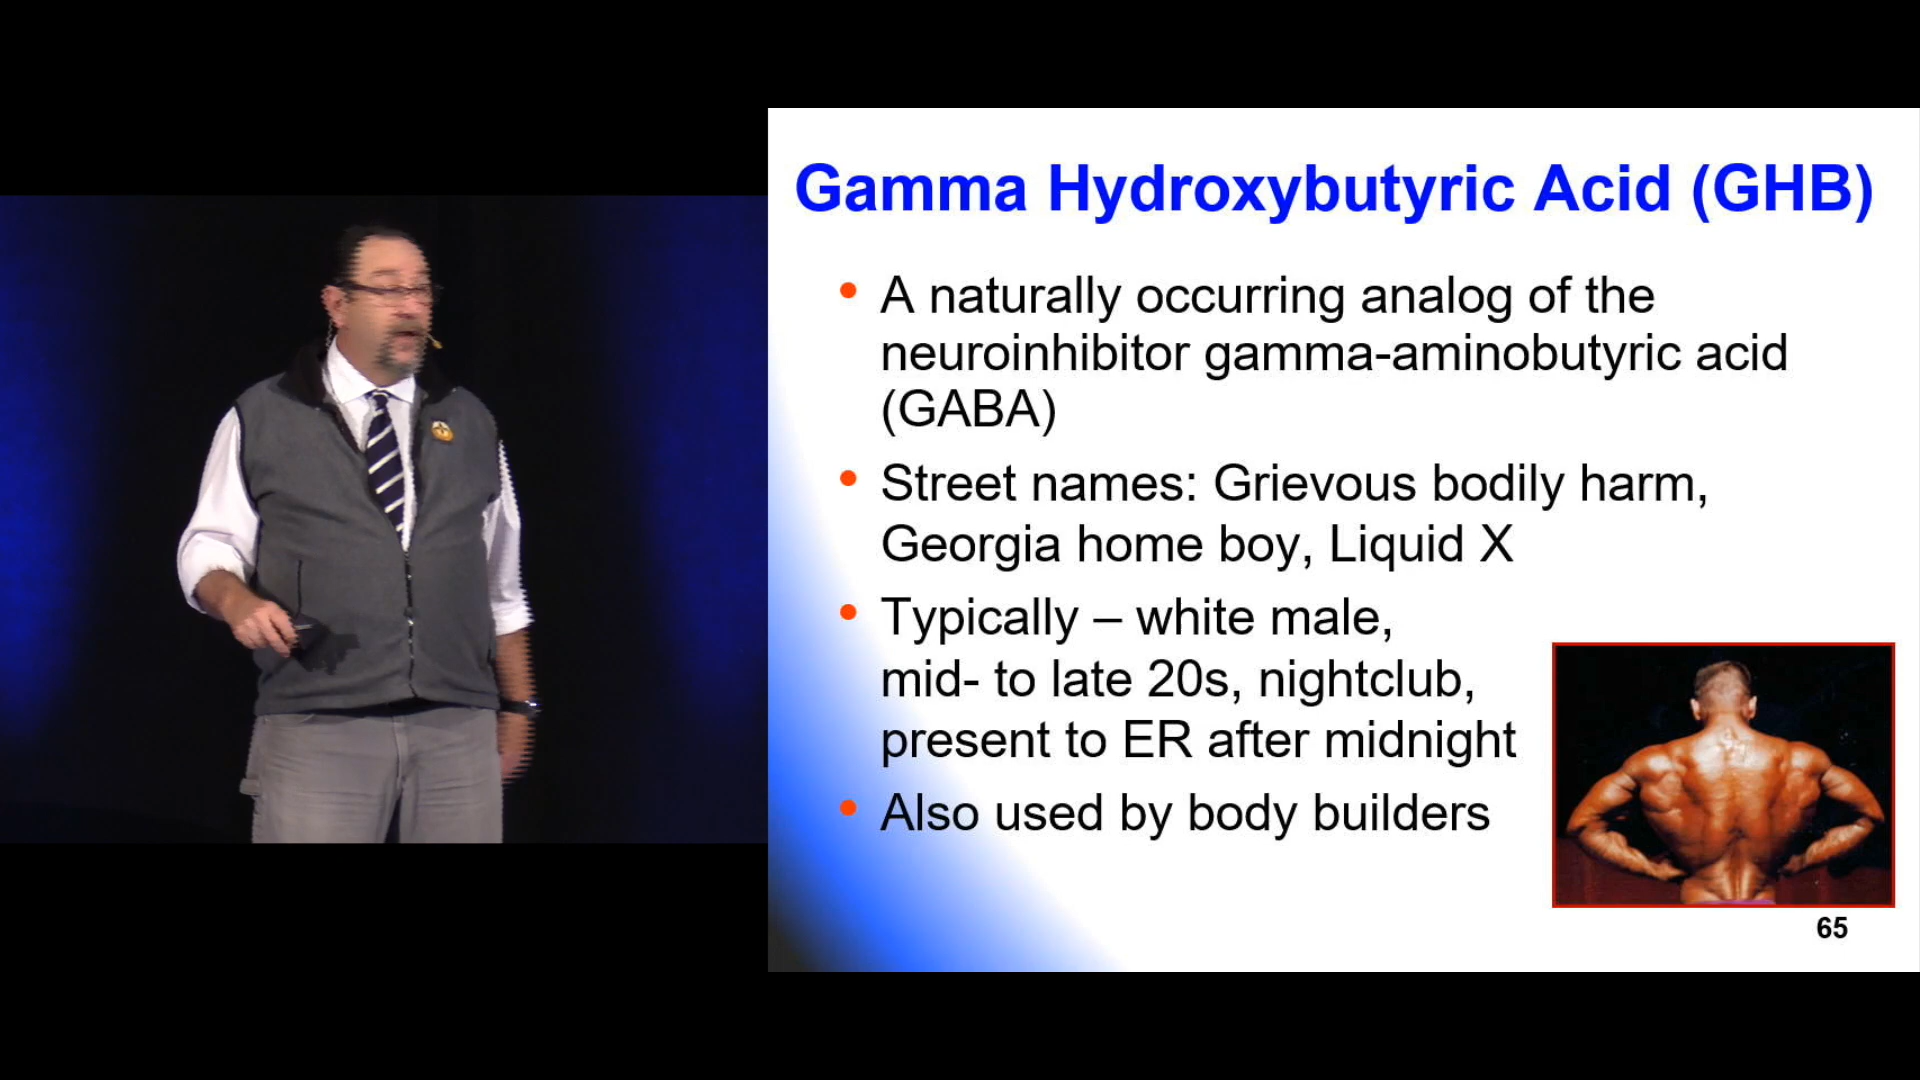 Gamma Hydroxybutyric Acid (GHB)
• A naturally occurring analog of the
neuroinhibitor gamma-aminobutyric acid
(GABA)
• Street names: Grievous bodily harm,
Georgia home boy, Liquid X
• Typically – white male,
mid- to late 20s, nightclub,
present to ER after midnight
• Also used by body builders
65